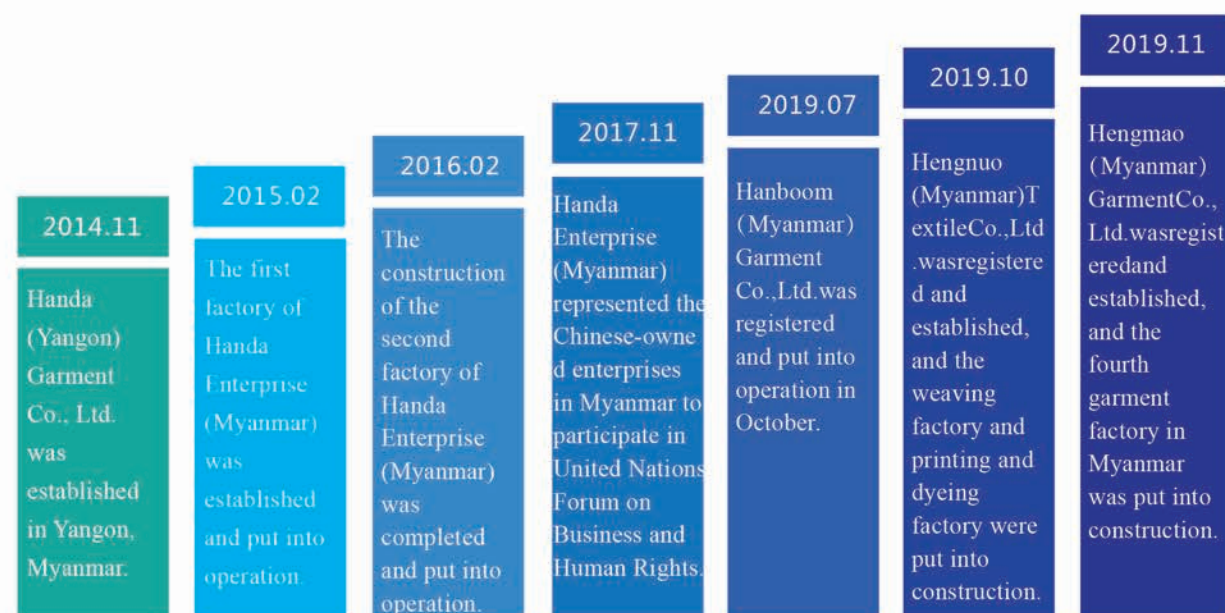 2014.11
Handa
(Yangon)
Garment
Co., Ltd.
was
established
in Yangon,
Myanmar.
2015.02
The first
factory of
Handa
Enterprise
(Myanmar)
was
established
and put into
operation.
2016.02
The
construction
of the
second
factory of
Handa
Enterprise
(Myanmar)
was
completed
and put into
operation.
2017.11
Handa
Enterprise
(Myanmar)
represented the
Chinese-owne
d enterprises
in Myanmar to
participate in
United Nations
Forum on
Business and
Human Rights.
2019.07
Hanboom
(Myanmar)
Garment
Co.,Ltd.was
registered
and put into
operation in
October.
2019.10
Hengnuo
(Myanmar)T
extileCo.,Ltd
.wasregistere
d and
established,
and the
weaving
factory and
printing and
dyeing
factory were
put into
construction.
2019.11
Hengmao
(Myanmar)
GarmentCo.,
Ltd.wasregist
eredand
established,
and the
fourth
garment
factory in
Myanmar
was put into
construction.